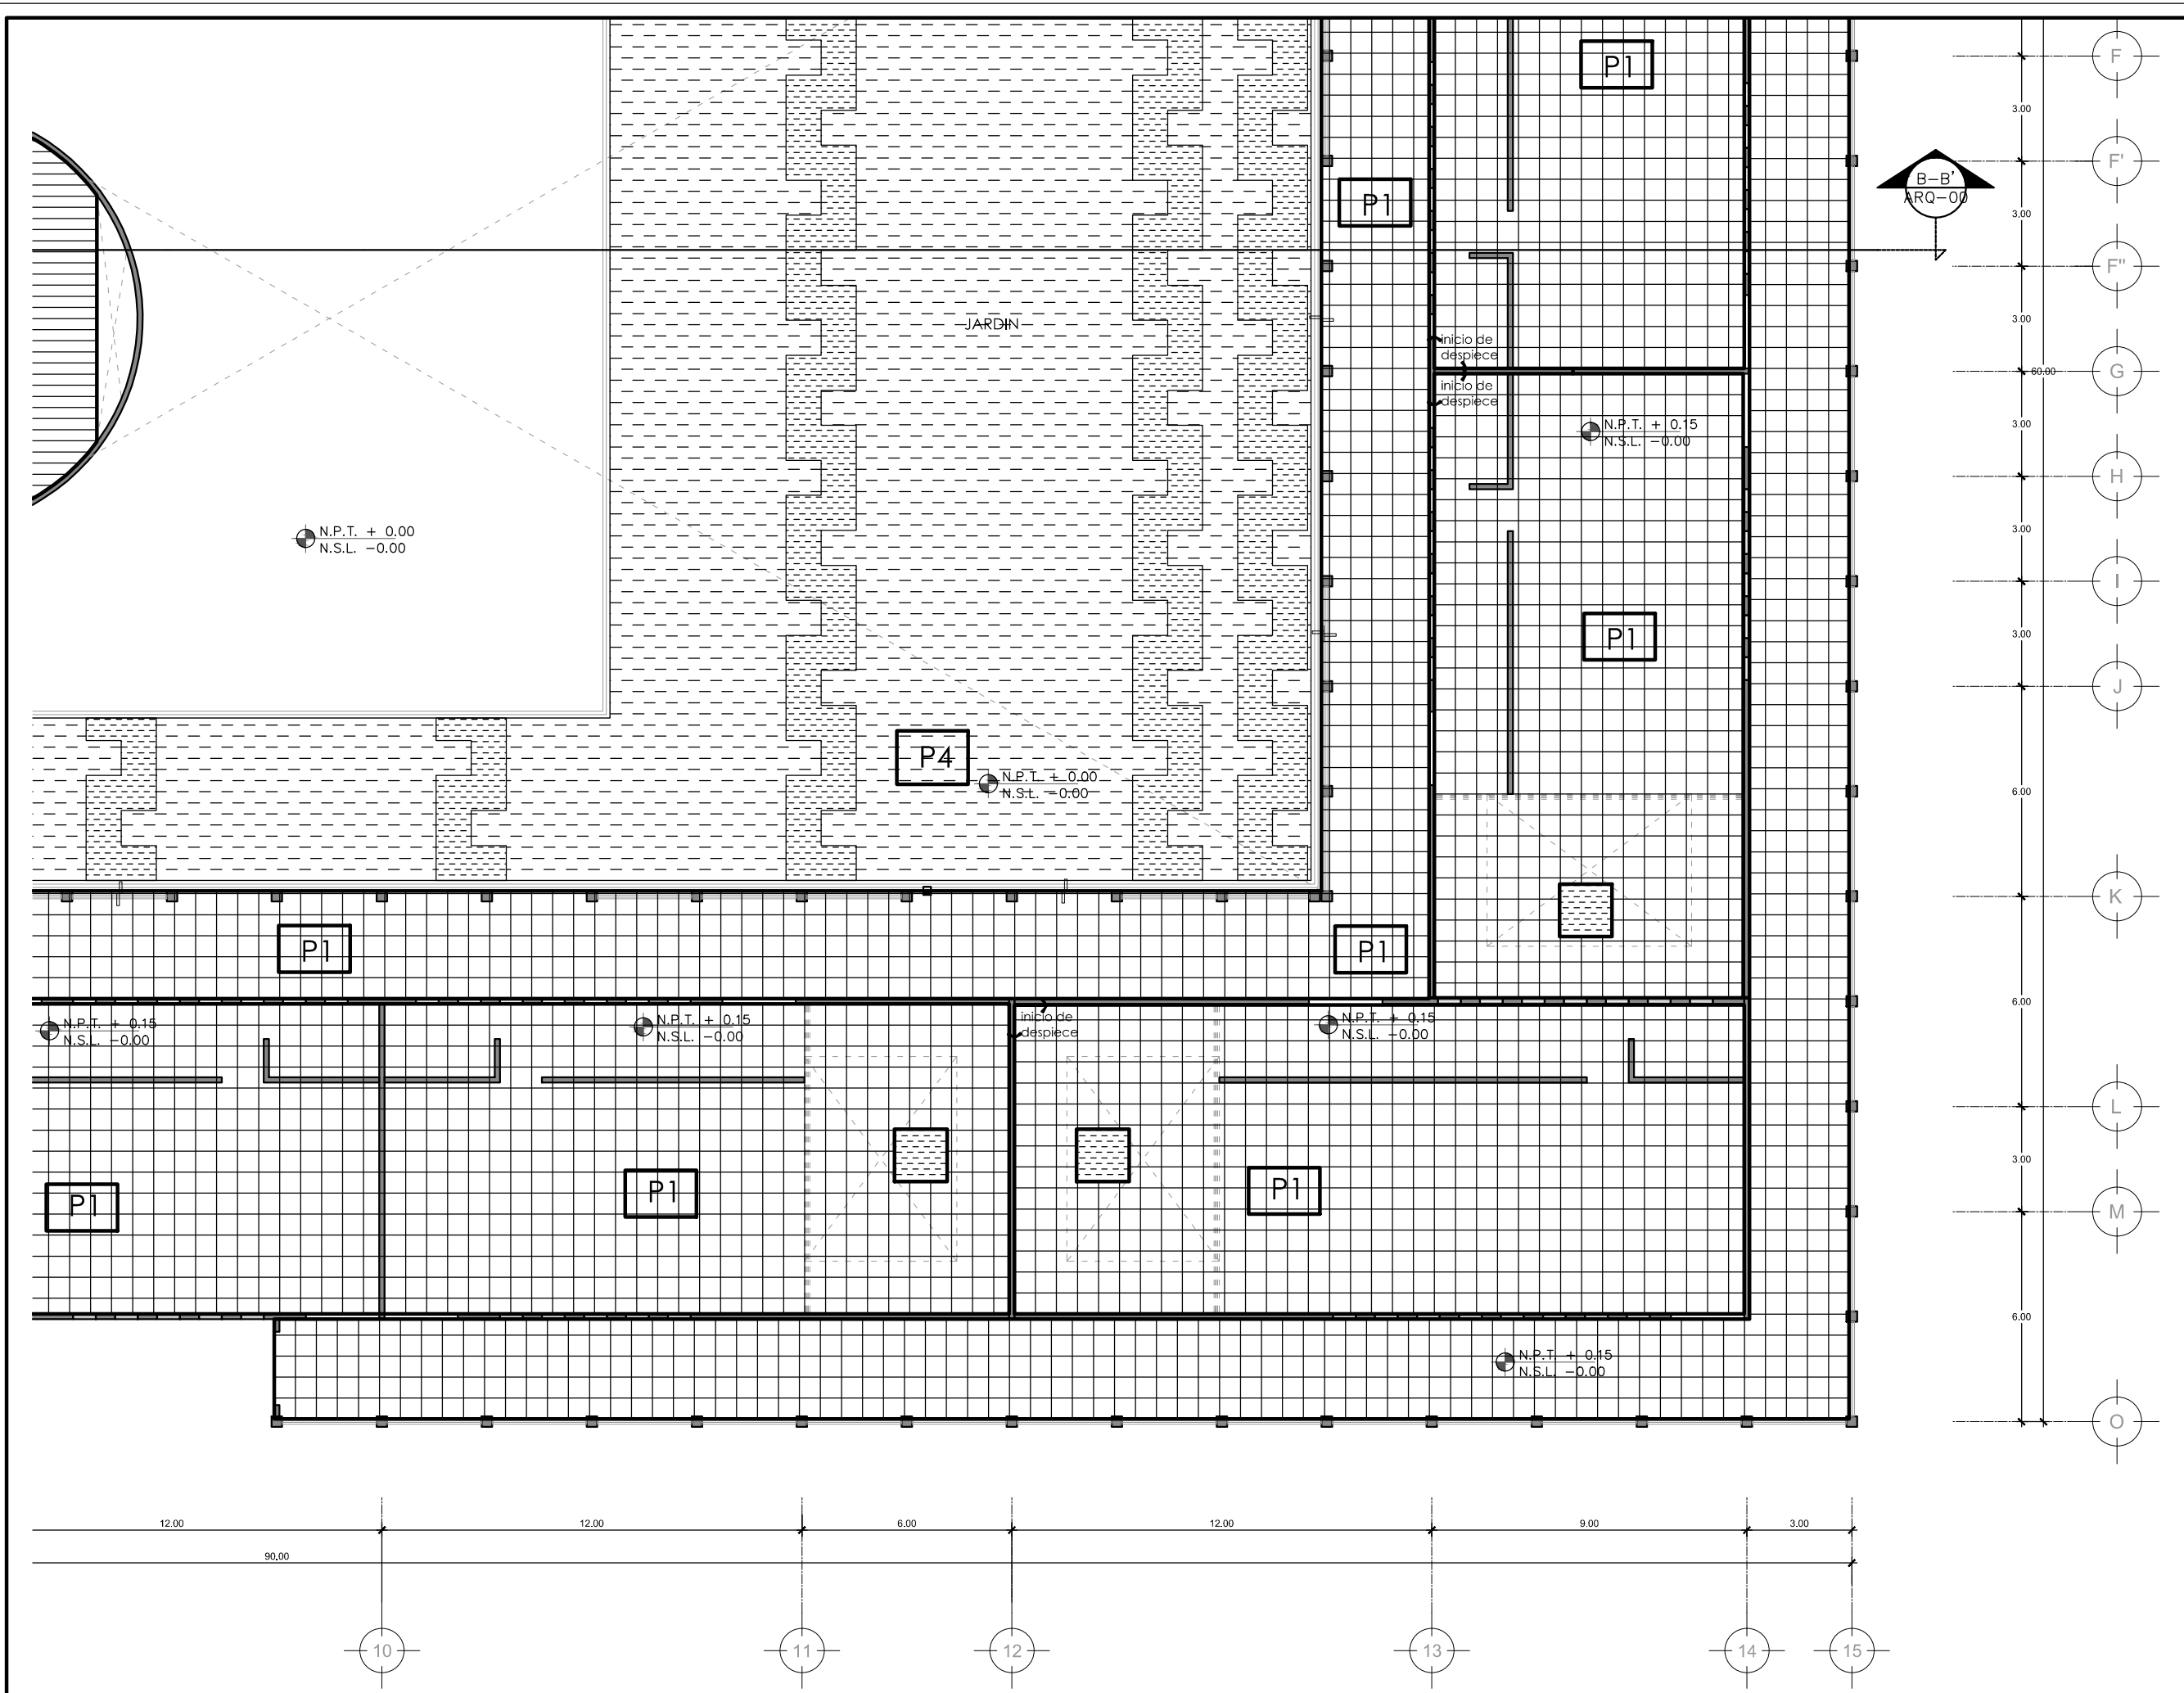 F
P1
3.00
F'
B-B'
ARQ-00
P1
3.00
F"
JARDIN
3.00
inicio de
despiece
60.00
G
inicio de
despiece
N.P.T. + 0.15
N.S.L. -0.00
3.00
H
N.P.T. + 0.00
N.S.L. -0.00
3.00
I
P1
3.00
J
P4
N.P.T. + 0.00
N.S.L. -0.00
6.00
K
P1
P1
6.00
N.P.T. + 0.15
N.S.L. -0.00
N.P.T. + 0.15
N.S.L. -0.00
inicio de
despiece
N.P.T. + 0.15
N.S.L. -0.00
L
3.00
P1
P1
P1
M
6.00
N.P.T. + 0.15
N.S.L. -0.00
O
12.00
12.00
6.00
12.00
9.00
3.00
90.00
10
11
12
13
14
15